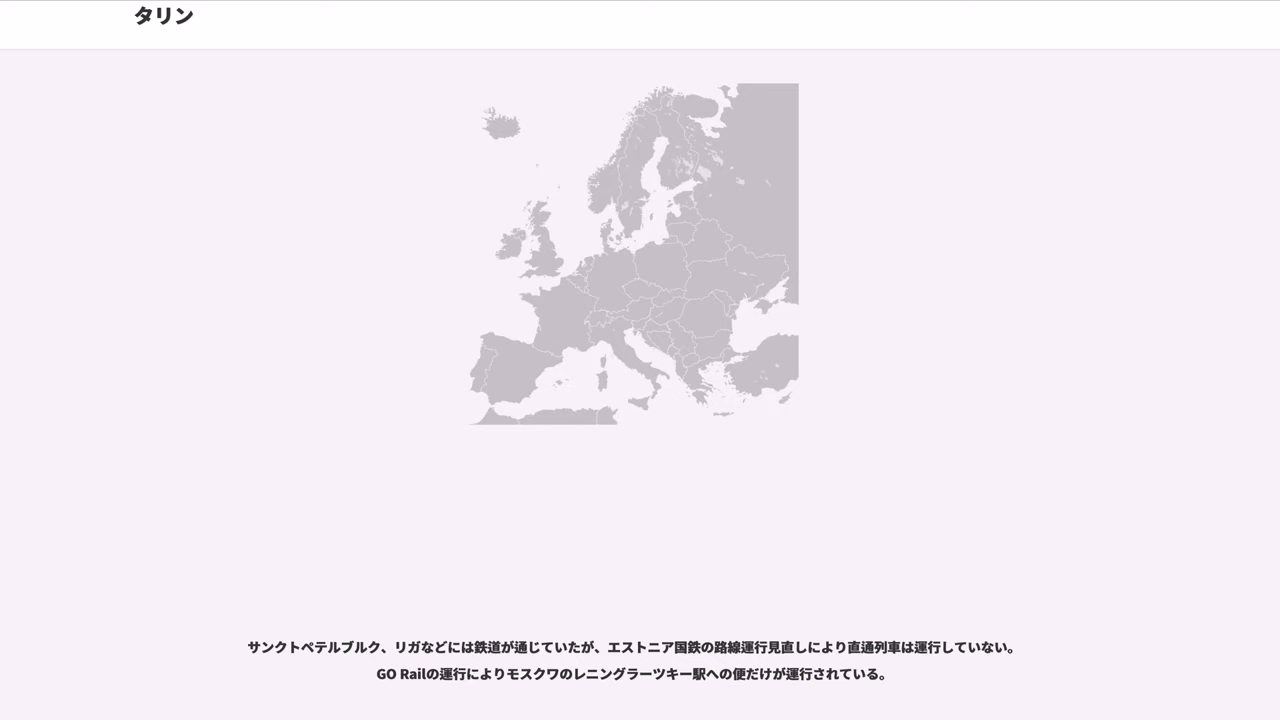 タリン
サンクトペテルブルク、リガなどには鉄道が通じていたが、エストニア国鉄の路線運行見直しにより直通列車は運行していない。
GO Railの運行によりモスクワのレニングラーツキー駅への便だけが運行されている。